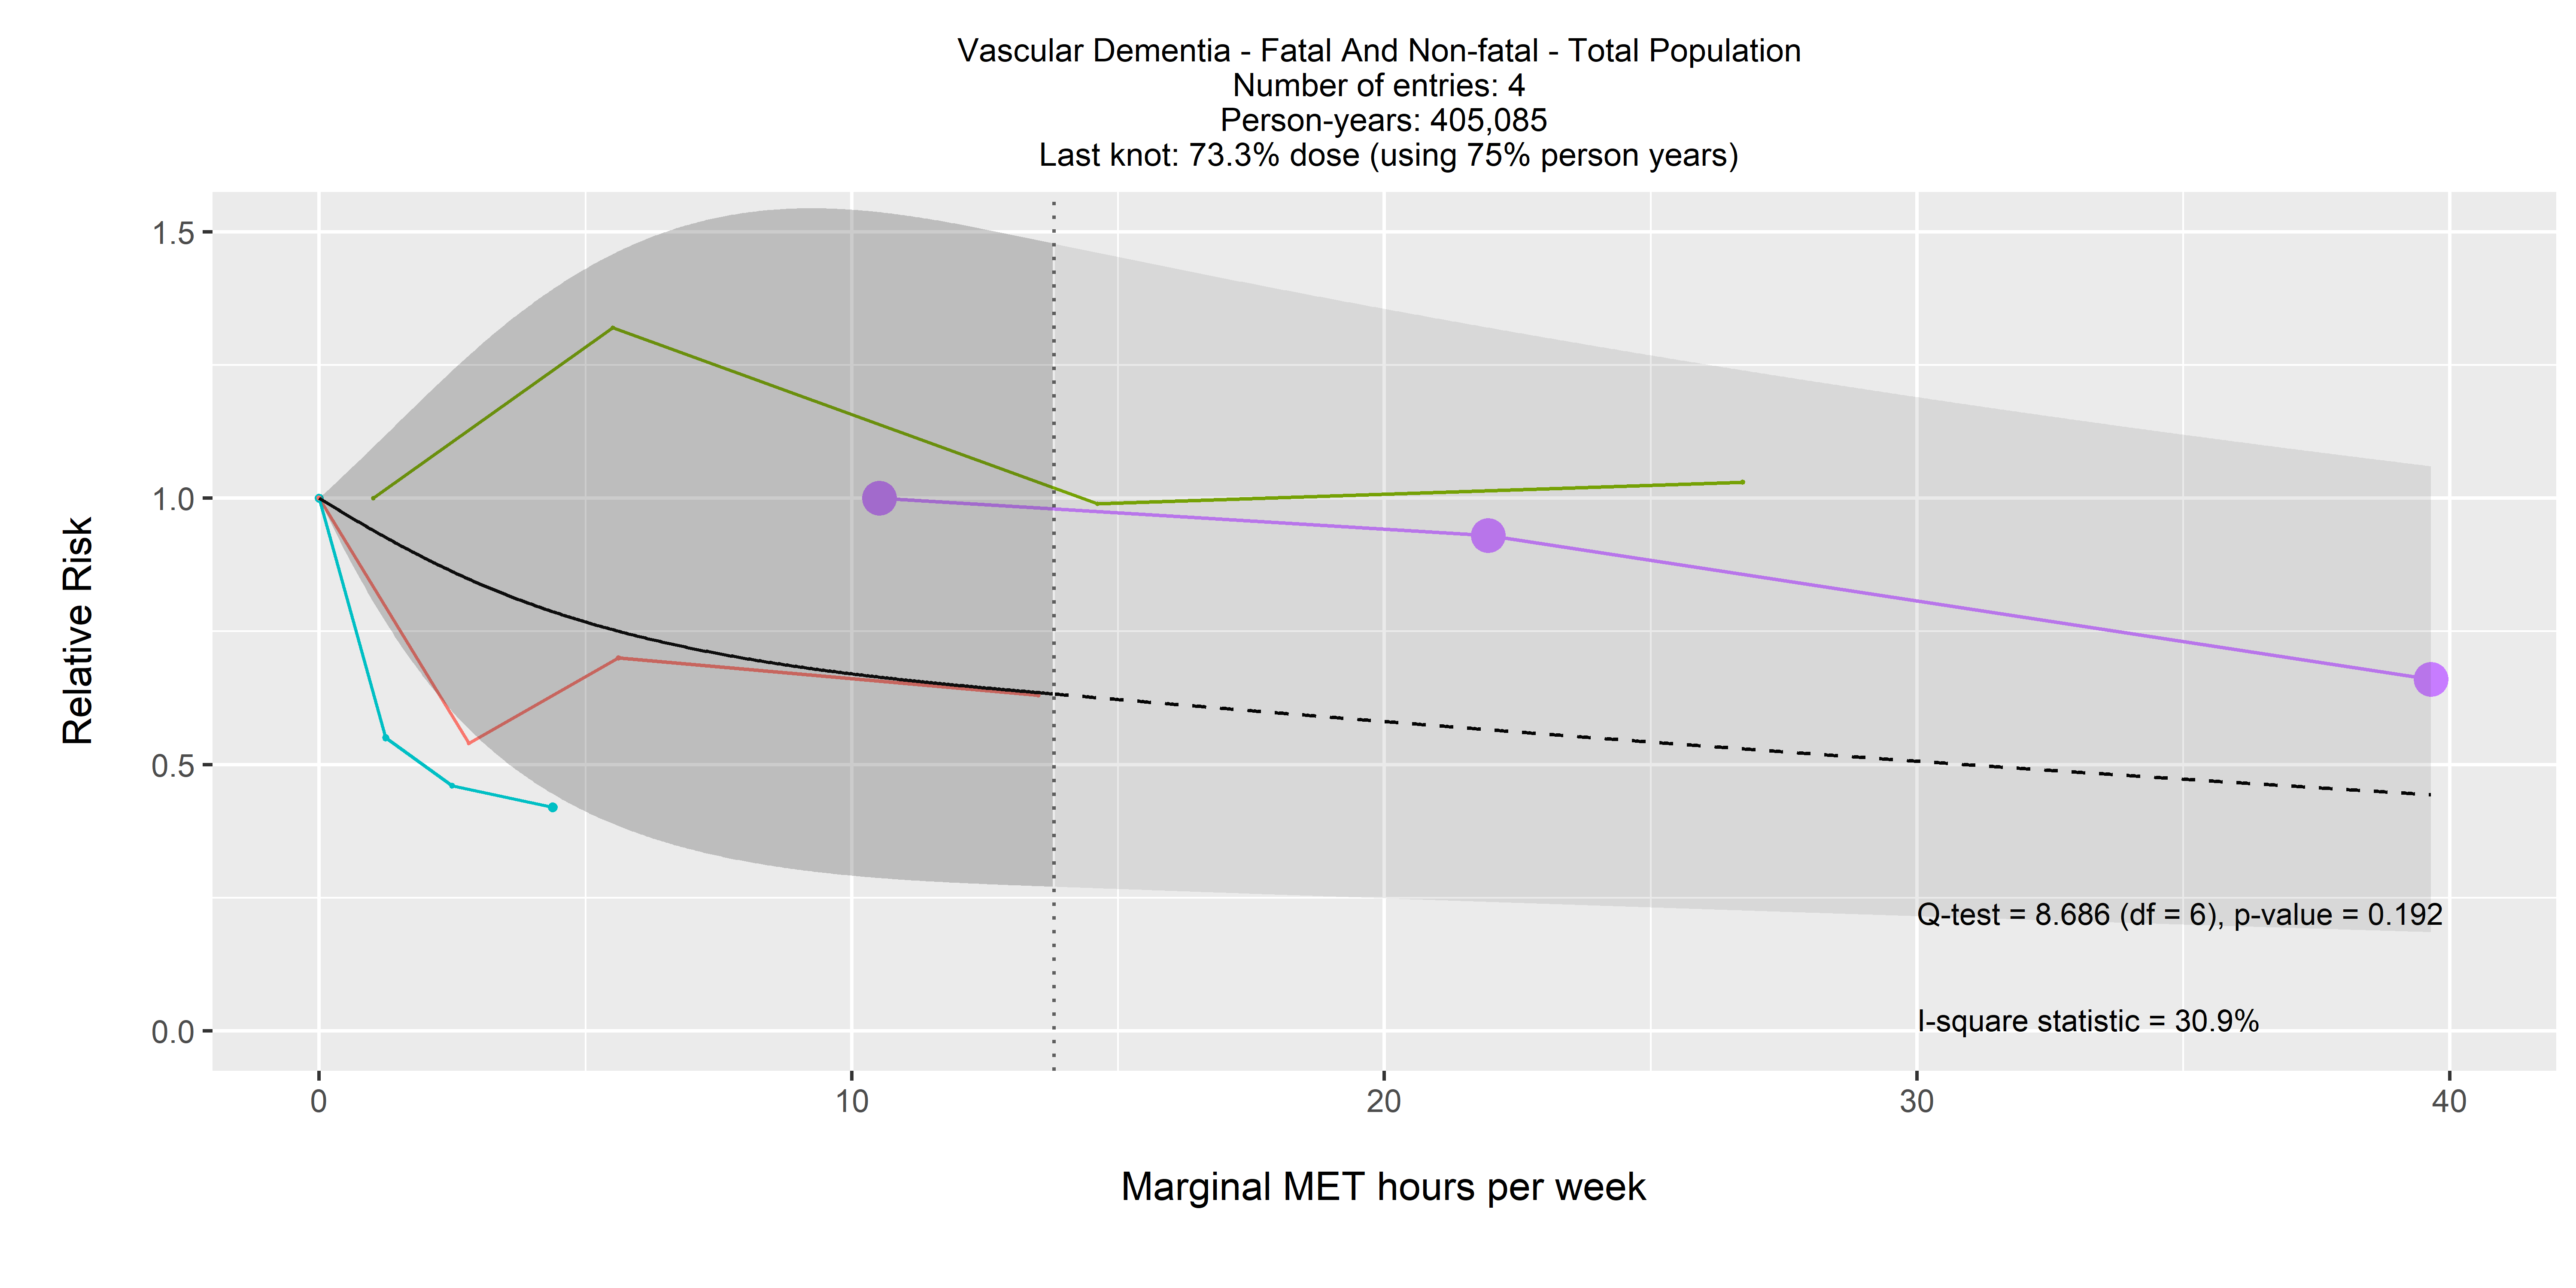 Vascular Dementia - Fatal And Non-fatal - Total Population
Number of entries: 4
Person-years: 405,085
Last knot: 73.3% dose (using 75% person years)
1.5
1.0
0.5
0.0
Relative Risk
Q-test = 8.686 (df = 6), p-value = 0.192
I-square statistic = 30.9%
0 10 20 30 40
Marginal MET hours per week